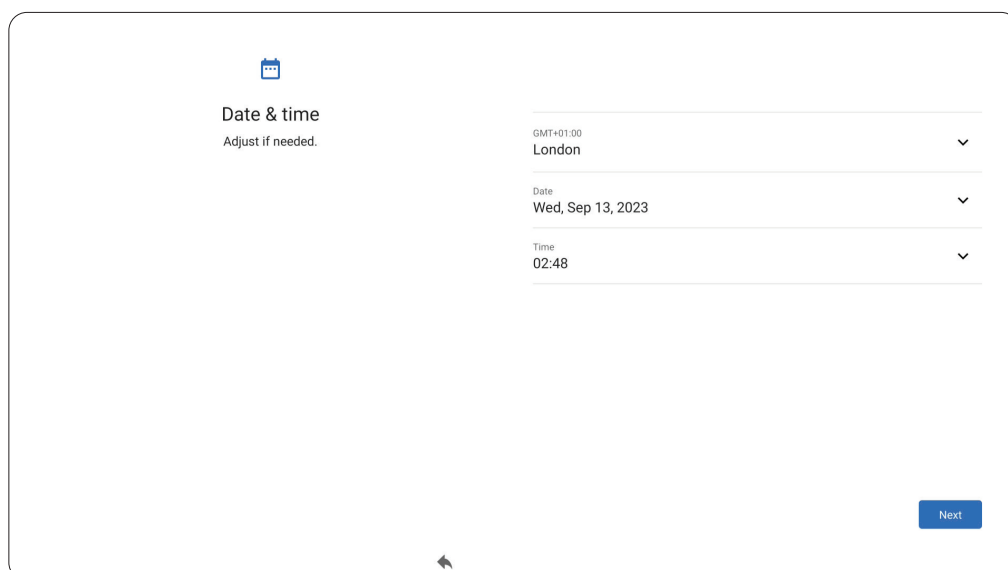 Date & time
Adjust if needed.
GMT+01:00
London
Date
Wed, Sep 13, 2023
Time
02:48
Next